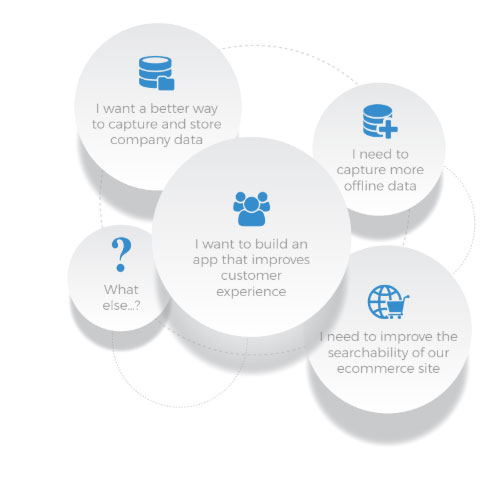 I want a better way
to capture and store
company data
I need to
capture more
offline data
I want to build an
app that improves
customer
experience
?
What
else...?
I need to improve the
searchability of our
ecommerce site